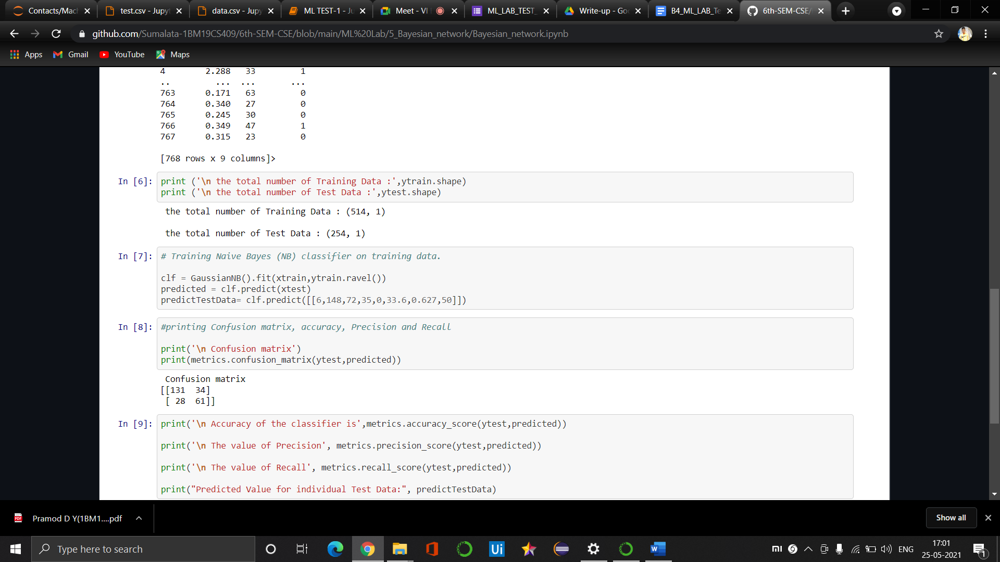 Contacts/Mach
test.csv - Jupyt
data.csv - Jupy
ML TEST-1 - Ju
Meet - VI
ML_LAB_TEST_
Write-up - Goo
B4_ML_LAB_Te
6th-SEM-CSE/
github.com/Sumalata-1BM19CS409/6th-SEM-CSE/blob/main/ML%20Lab/5_Bayesian_network/Bayesian_network.ipynb
Apps Gmail YouTube Maps
4 2.288 33 1
.. ... ... ...
763 0.171 63 0
764 0.340 27 0
765 0.245 30 0
766 0.349 47 1
767 0.315 23 0
[768 rows x 9 columns]>
In [6]: print ('\n the total number of Training Data :',ytrain.shape)
print ('\n the total number of Test Data :',ytest.shape)
the total number of Training Data : (514, 1)
the total number of Test Data : (254, 1)
In [7]: # Training Naive Bayes (NB) classifier on training data.
clf = GaussianNB().fit(xtrain,ytrain.ravel())
predicted = clf.predict(xtest)
predictTestData= clf.predict([[6,148,72,35,0,33.6,0.627,50]])
In [8]: #printing Confusion matrix, accuracy, Precision and Recall
print('\n Confusion matrix')
print(metrics.confusion_matrix(ytest,predicted))
Confusion matrix
[[131 34]
[ 28 61]]
In [9]: print('\n Accuracy of the classifier is',metrics.accuracy_score(ytest,predicted))
print('\n The value of Precision', metrics.precision_score(ytest,predicted))
print('\n The value of Recall', metrics.recall_score(ytest,predicted))
print("Predicted Value for individual Test Data:", predictTestData)
PDF Pramod D Y(1BM1....pdf
Show all
Type here to search
Ui
W
mi
ENG
17:01
25-05-2021
1